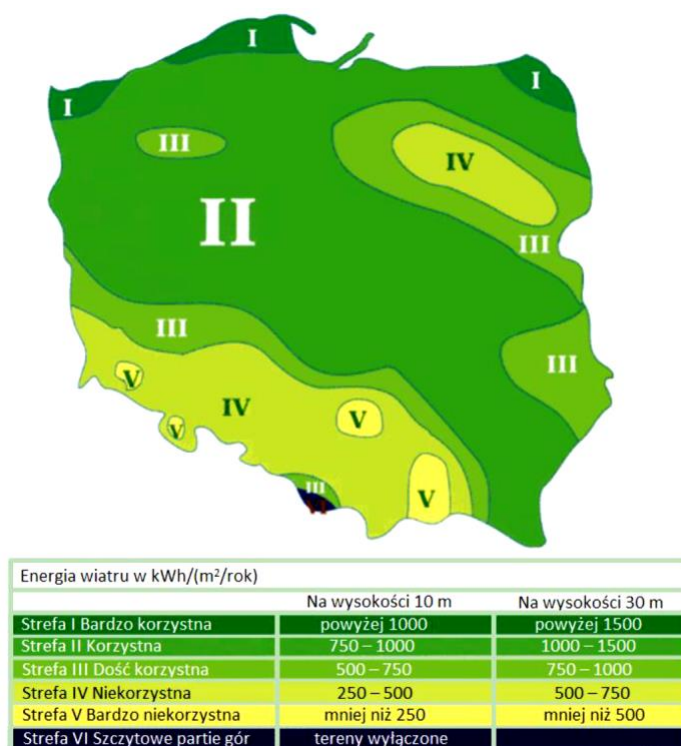 I
I
I
III
IV
II
III
III
III
V
IV
V
V
III
VI
V
Energia wiatru w kWh/(m²/rok)
Na wysokości 10 m Na wysokości 30 m
Strefa I Bardzo korzystna powyżej 1000 powyżej 1500
Strefa II Korzystna 750 – 1000 1000 – 1500
Strefa III Dość korzystna 500 – 750 750 – 1000
Strefa IV Niekorzystna 250 – 500 500 – 750
Strefa V Bardzo niekorzystna mniej niż 250 mniej niż 500
Strefa VI Szczytowe partie gór tereny wyłączone